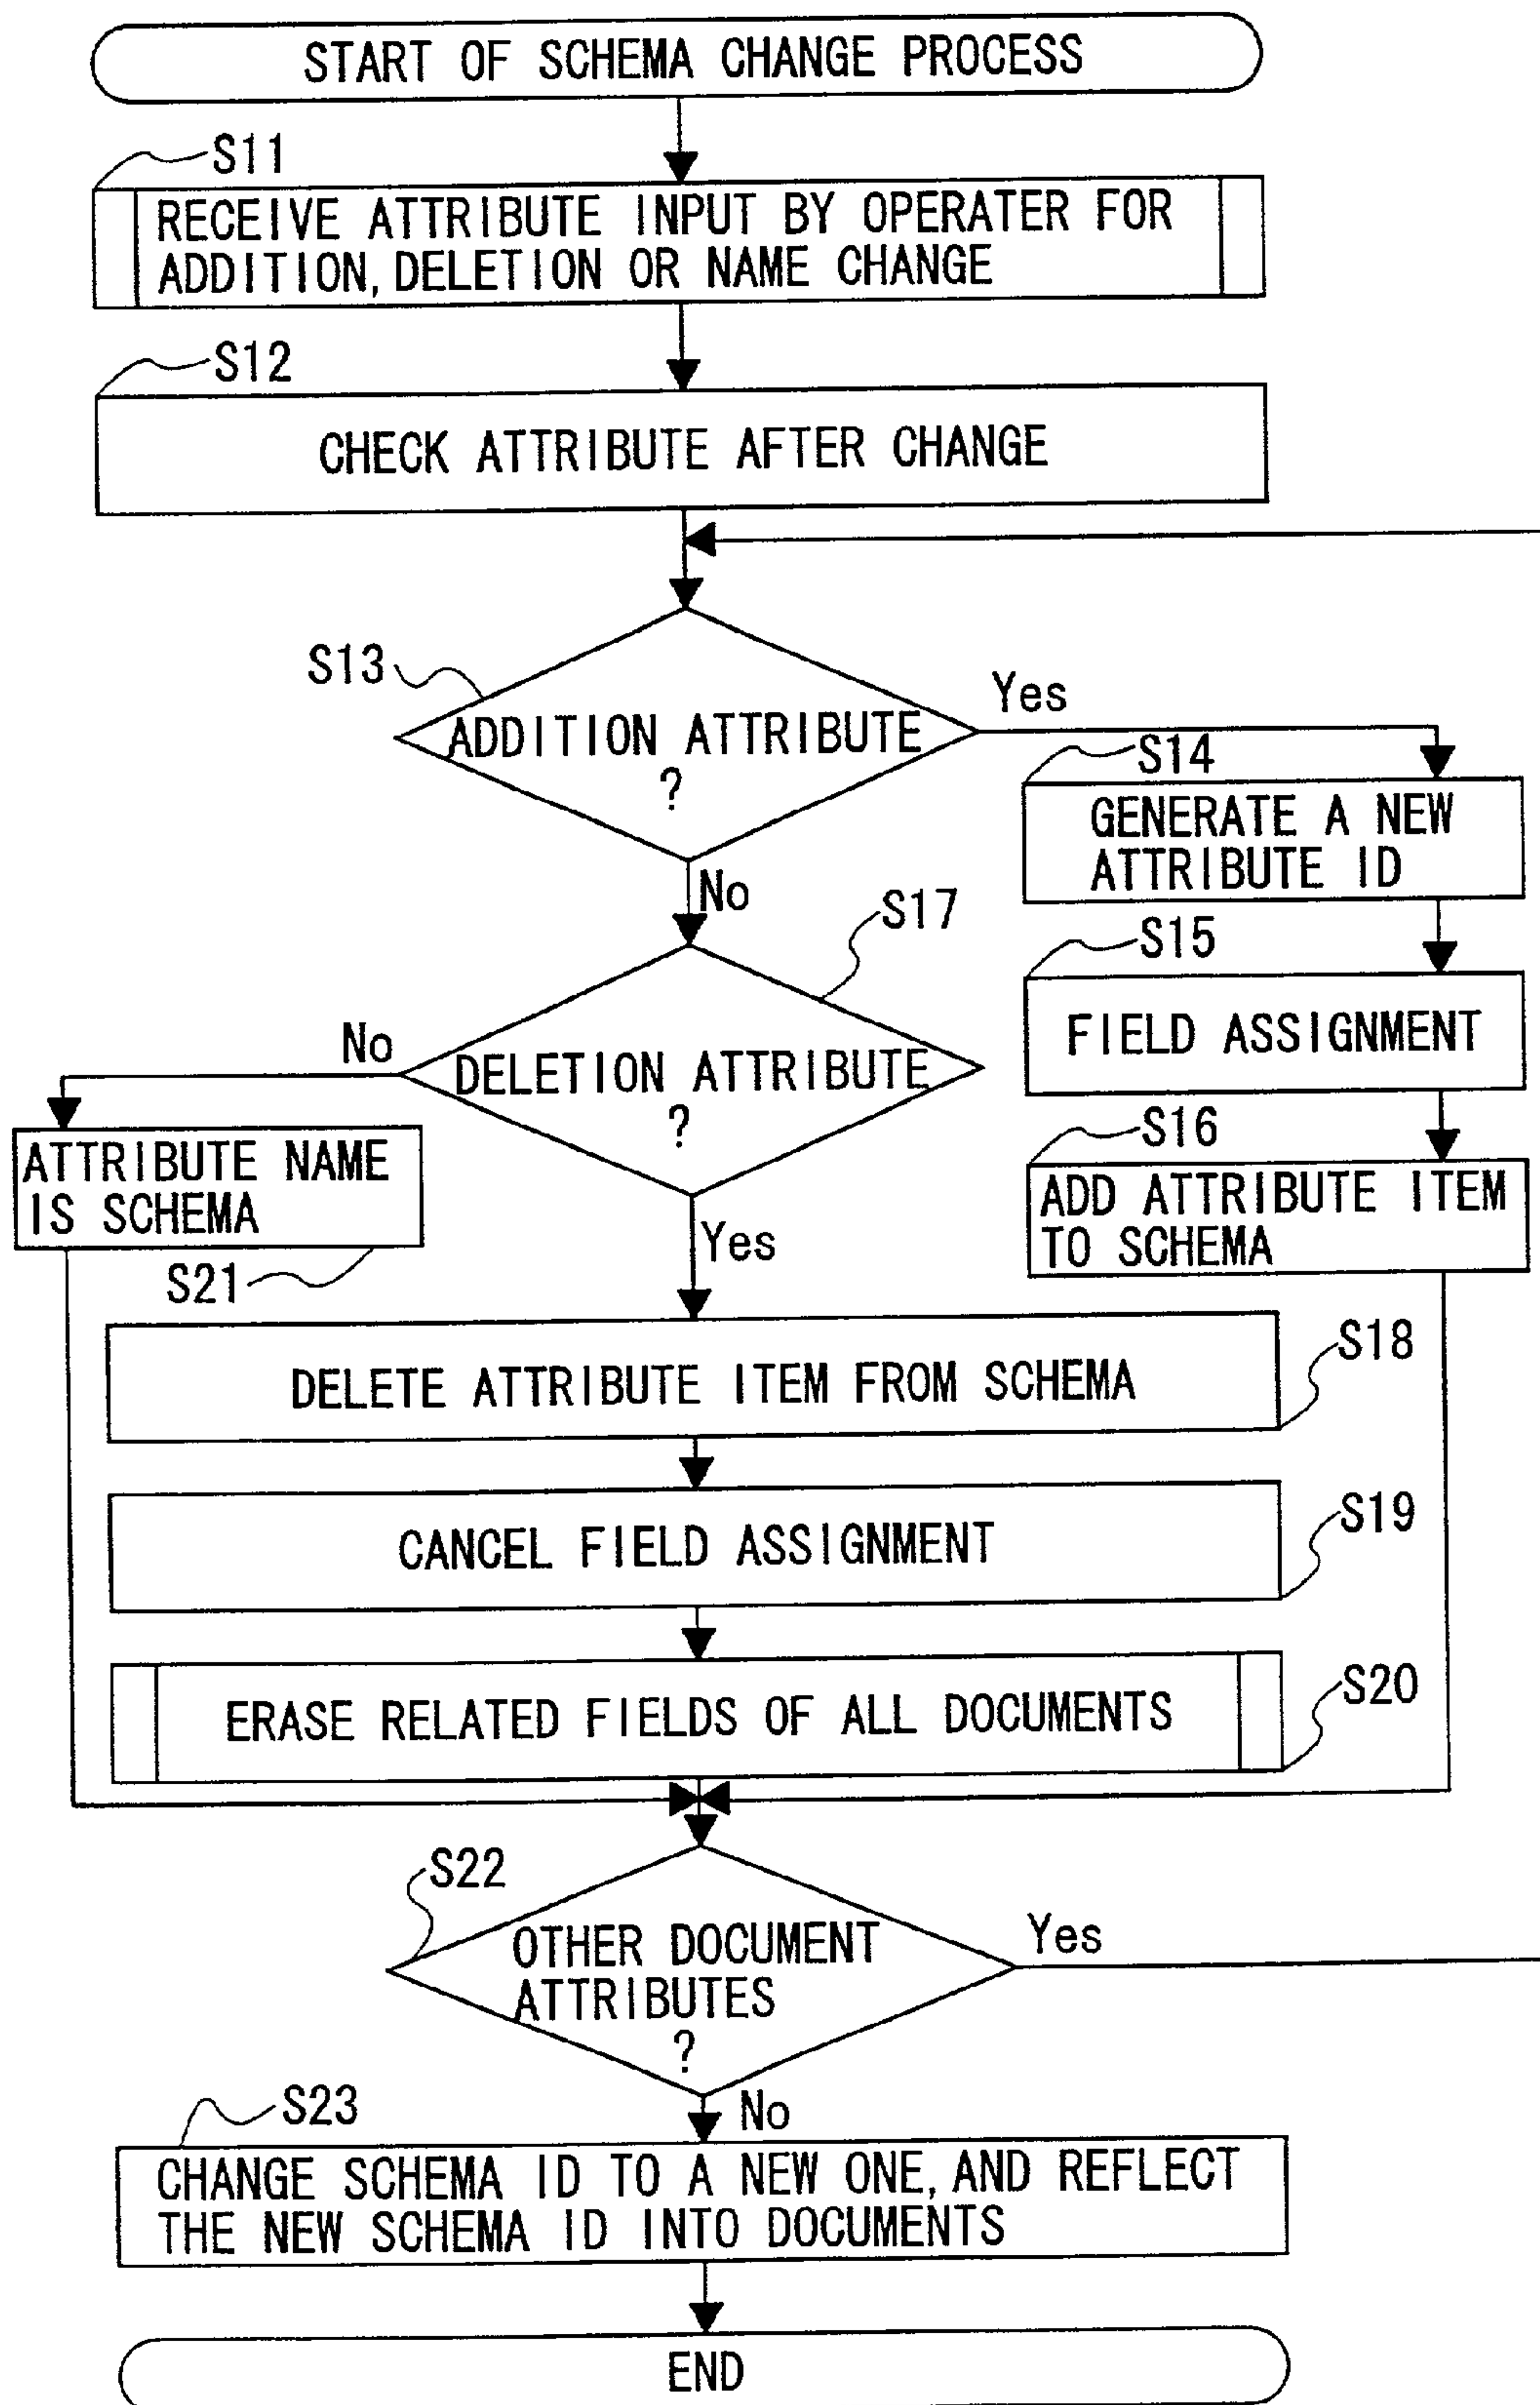 START OF SCHEMA CHANGE PROCESS
S11
RECEIVE ATTRIBUTE INPUT BY OPERATER FOR
ADDITION, DELETION OR NAME CHANGE
S12
CHECK ATTRIBUTE AFTER CHANGE
S13
ADDITION ATTRIBUTE
?
Yes
S14
GENERATE A NEW
ATTRIBUTE ID
No
S17
S15
FIELD ASSIGNMENT
No
DELETION ATTRIBUTE
?
S16
ADD ATTRIBUTE ITEM
TO SCHEMA
ATTRIBUTE NAME
IS SCHEMA
S21
Yes
S18
DELETE ATTRIBUTE ITEM FROM SCHEMA
S19
CANCEL FIELD ASSIGNMENT
S20
ERASE RELATED FIELDS OF ALL DOCUMENTS
S22
OTHER DOCUMENT
ATTRIBUTES
?
Yes
No
S23
CHANGE SCHEMA ID TO A NEW ONE, AND REFLECT
THE NEW SCHEMA ID INTO DOCUMENTS
END